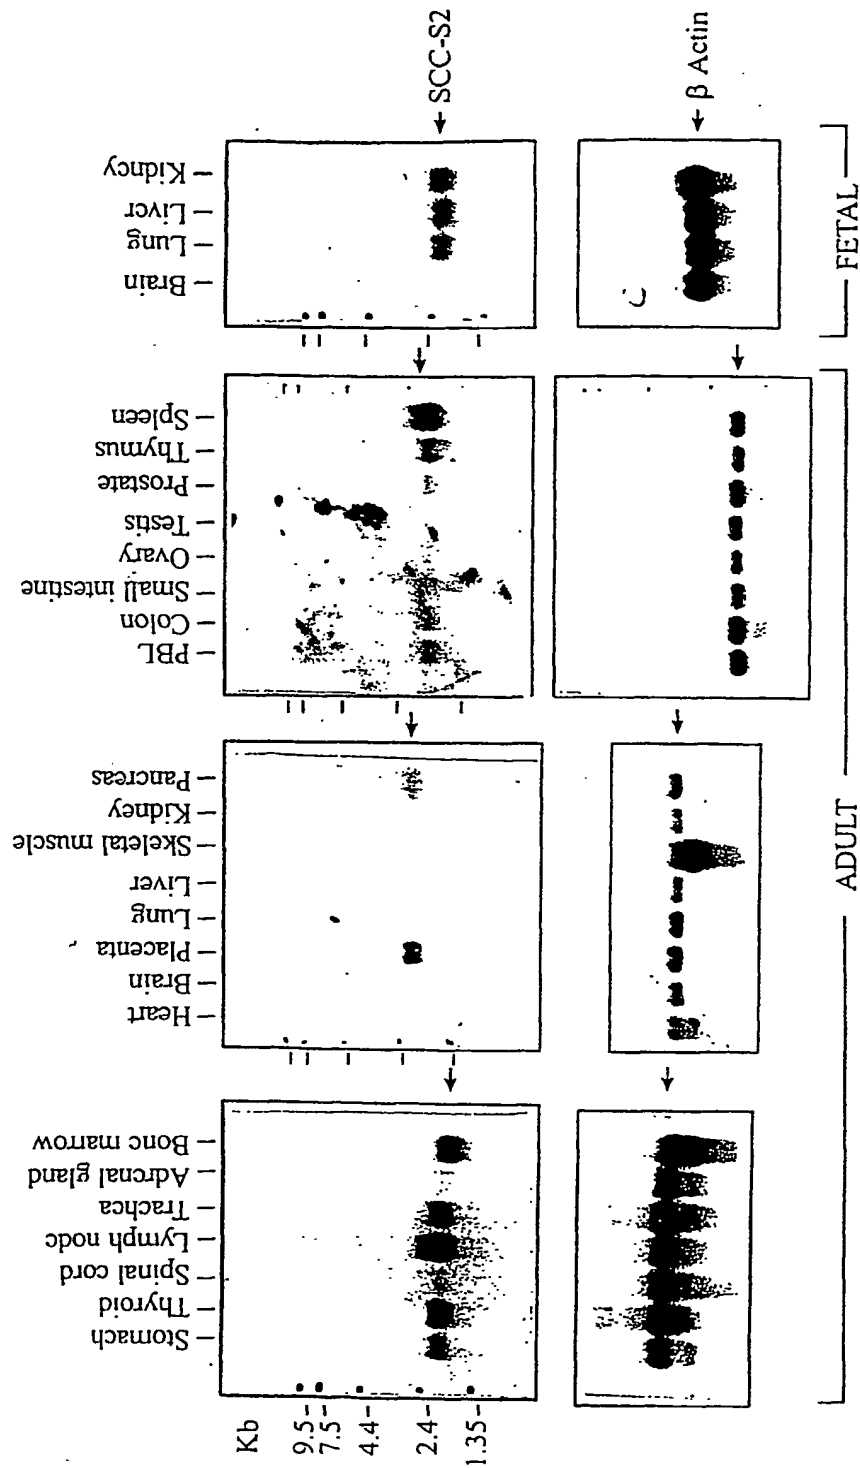 SCC-S2
β Actin
Kidney
Liver
Lung
Brain
FETAL
Spleen
Thymus
Prostate
Testis
Ovary
Small intestine
Colon
PBL
Pancreas
Kidney
Skeletal muscle
Liver
Lung
Placenta
Brain
Heart
ADULT
Bone marrow
Adrenal gland
Trachea
Lymph node
Spinal cord
Thyroid
Stomach
Kb
9.5
7.5
4.4
2.4
1.35